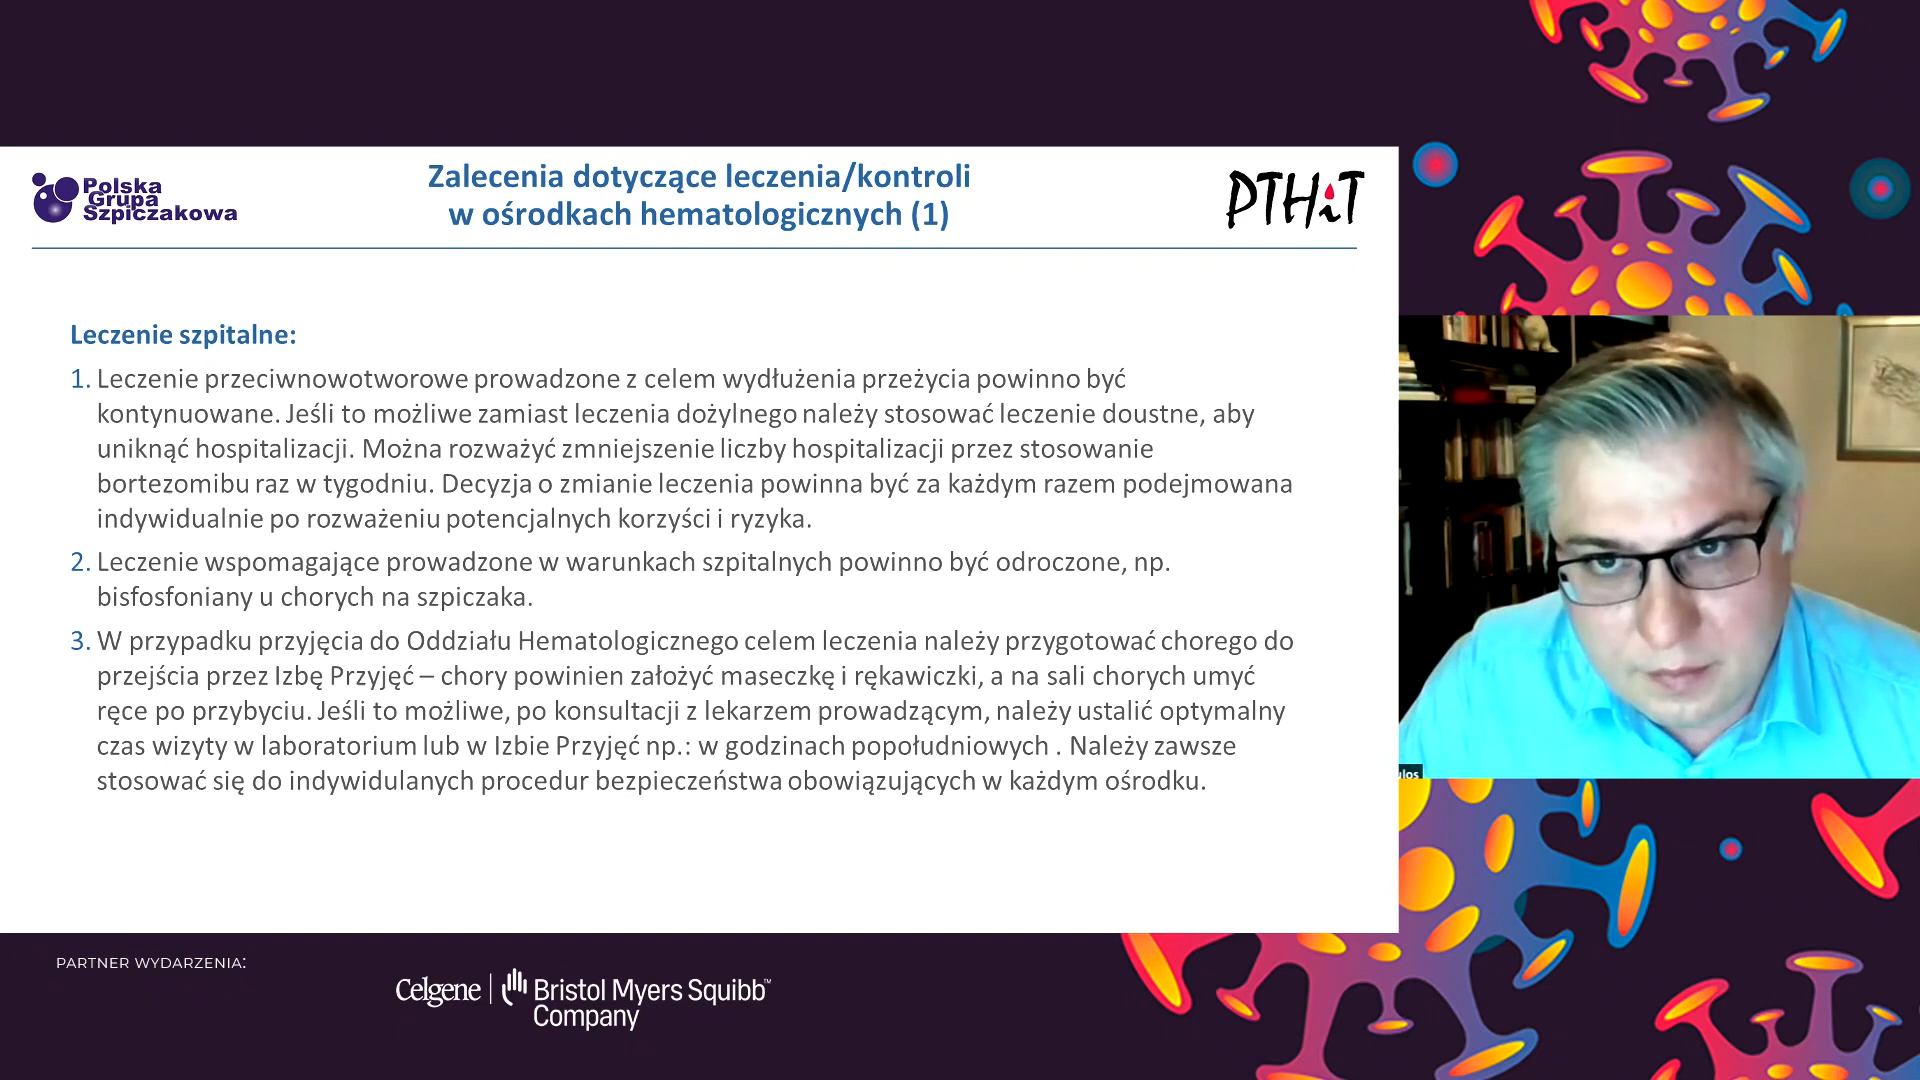 Polska
Grupa
Szpiczakowa
Zalecenia dotyczące leczenia/kontroli
w ośrodkach hematologicznych (1)
PTHiT
Leczenie szpitalne:
1. Leczenie przeciwnowotworowe prowadzone z celem wydłużenia przeżycia powinno być
kontynuowane. Jeśli to możliwe zamiast leczenia dożylnego należy stosować leczenie doustne, aby
uniknąć hospitalizacji. Można rozważyć zmniejszenie liczby hospitalizacji przez stosowanie
bortezomibu raz w tygodniu. Decyzja o zmianie leczenia powinna być za każdym razem podejmowana
indywidualnie po rozważeniu potencjalnych korzyści i ryzyka.
2. Leczenie wspomagające prowadzone w warunkach szpitalnych powinno być odroczone, np.
bisfosfoniany u chorych na szpiczaka.
3. W przypadku przyjęcia do Oddziału Hematologicznego celem leczenia należy przygotować chorego do
przejścia przez Izbę Przyjęć – chory powinien założyć maseczkę i rękawiczki, a na sali chorych umyć
ręce po przybyciu. Jeśli to możliwe, po konsultacji z lekarzem prowadzącym, należy ustalić optymalny
czas wizyty w laboratorium lub w Izbie Przyjęć np.: w godzinach popołudniowych . Należy zawsze
stosować się do indywidulanych procedur bezpieczeństwa obowiązujących w każdym ośrodku.
PARTNER WYDARZENIA:
Celgene | Bristol Myers Squibb™
Company